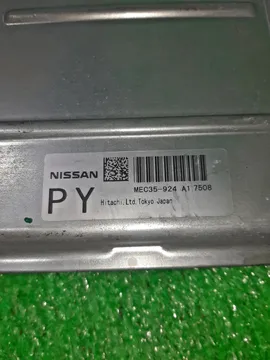 NISSAN
MEC35-924 A1 7508
PY
Hitachi,Ltd.Tokyo Japan